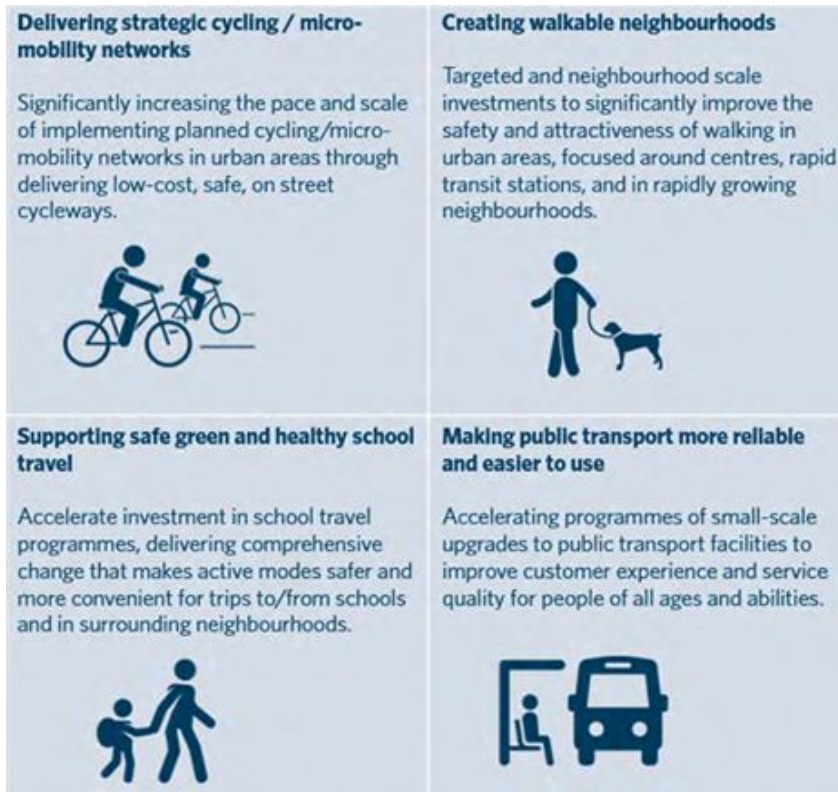 Delivering strategic cycling / micro-
mobility networks
Significantly increasing the pace and scale
of implementing planned cycling/micro-
mobility networks in urban areas through
delivering low-cost, safe, on street
cycleways.
Creating walkable neighbourhoods
Targeted and neighbourhood scale
investments to significantly improve the
safety and attractiveness of walking in
urban areas, focused around centres, rapid
transit stations, and in rapidly growing
neighbourhoods.
Supporting safe green and healthy school
travel
Accelerate investment in school travel
programmes, delivering comprehensive
change that makes active modes safer and
more convenient for trips to/from schools
and in surrounding neighbourhoods.
Making public transport more reliable
and easier to use
Accelerating programmes of small-scale
upgrades to public transport facilities to
improve customer experience and service
quality for people of all ages and abilities.